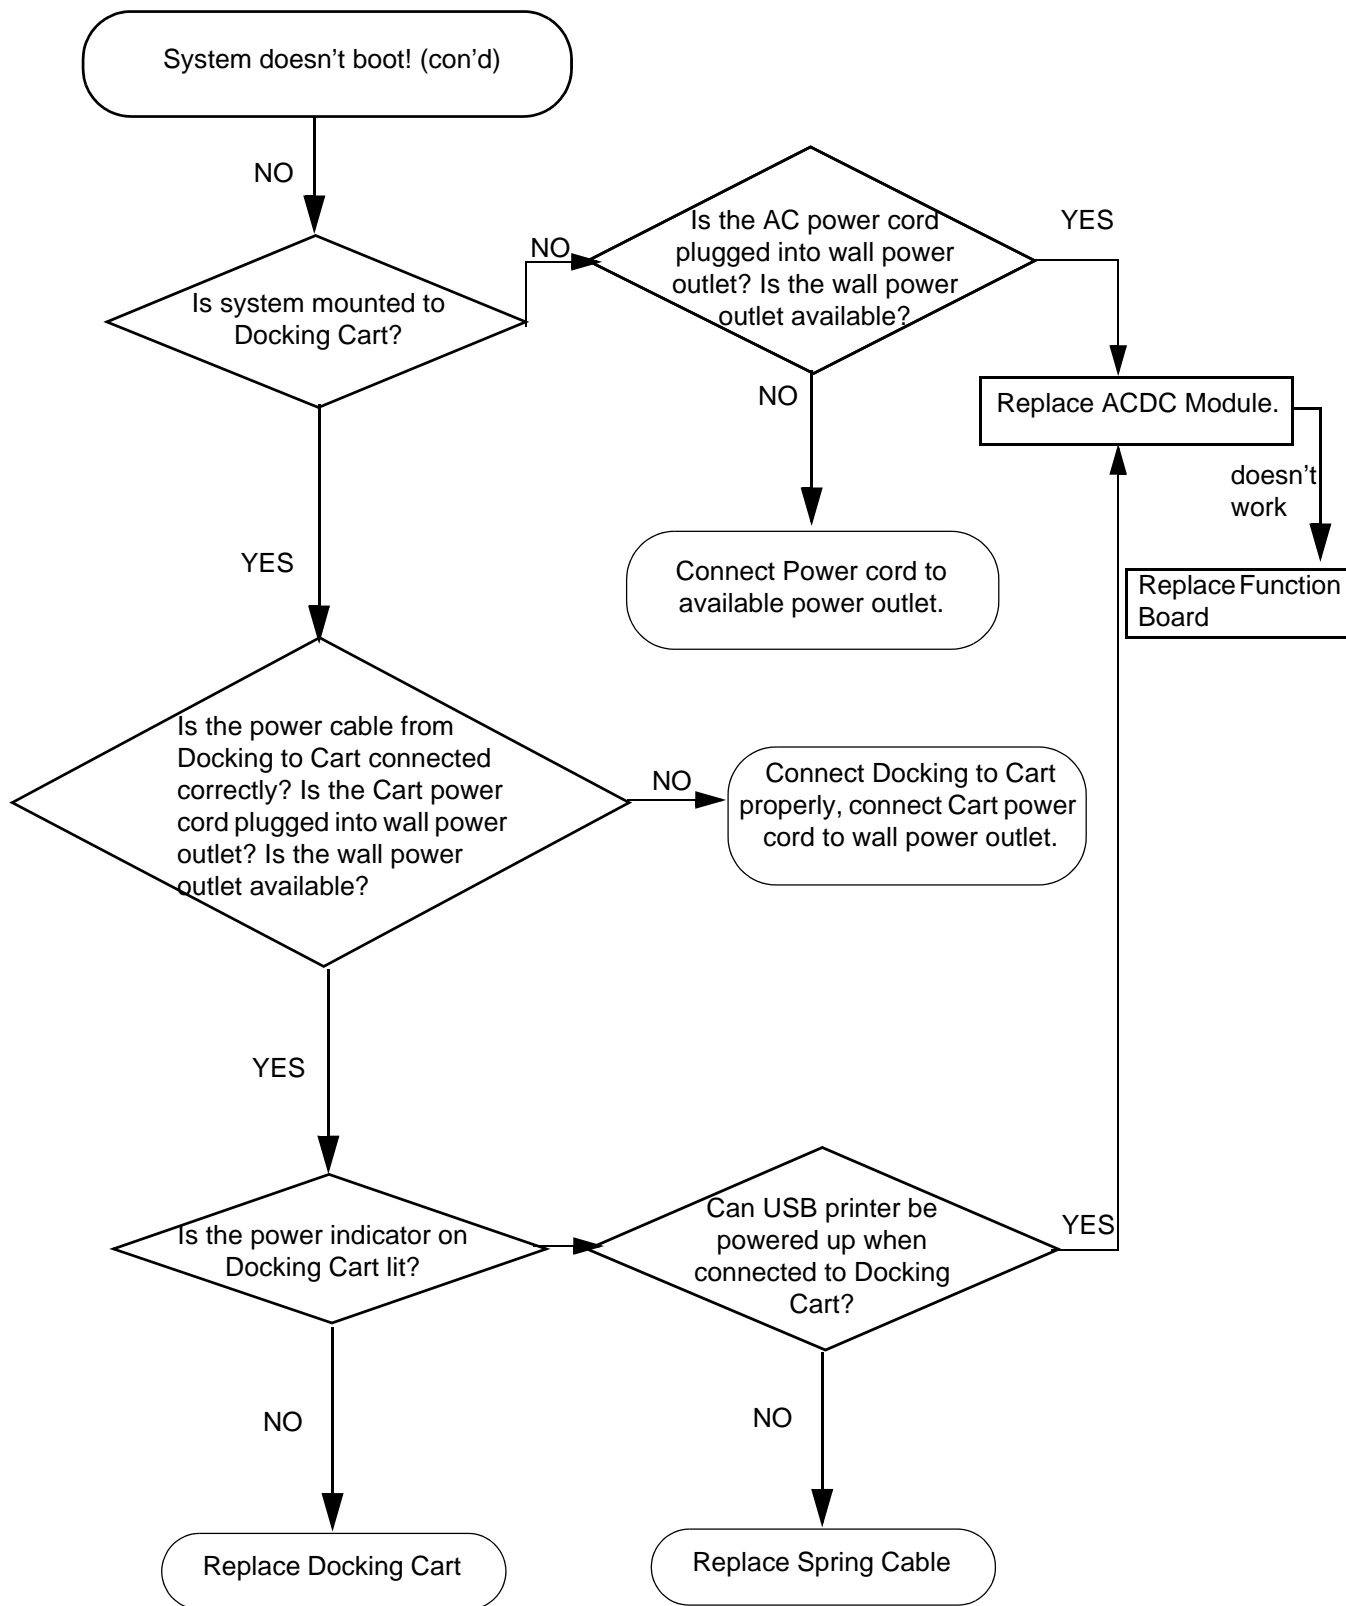 System doesn't boot! (con'd)
NO
Is the AC power cord
plugged into wall power
outlet? Is the wall power
outlet available?
YES
NO
Is system mounted to
Docking Cart?
NO
Replace ACDC Module.
doesn't
work
YES
Connect Power cord to
available power outlet.
Replace Function
Board
Is the power cable from
Docking to Cart connected
correctly? Is the Cart power
cord plugged into wall power
outlet? Is the wall power
outlet available?
NO
Connect Docking to Cart
properly, connect Cart power
cord to wall power outlet.
YES
Is the power indicator on
Docking Cart lit?
Can USB printer be
powered up when
connected to Docking
Cart?
YES
NO
NO
Replace Docking Cart
Replace Spring Cable